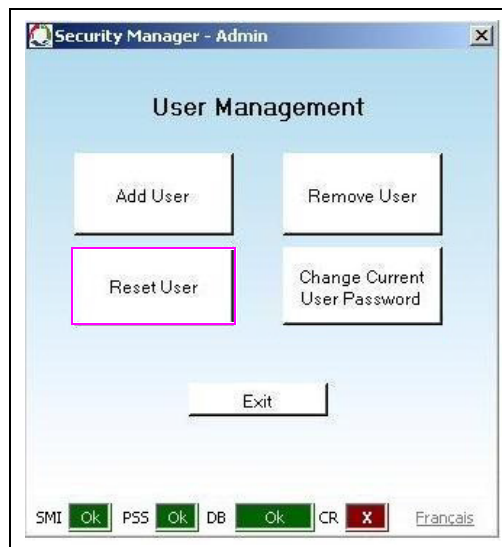 Security Manager - Admin
User Management
Add User
Remove User
Reset User
Change Current
User Password
Exit
SMI Ok PSS Ok DB Ok CR X Français